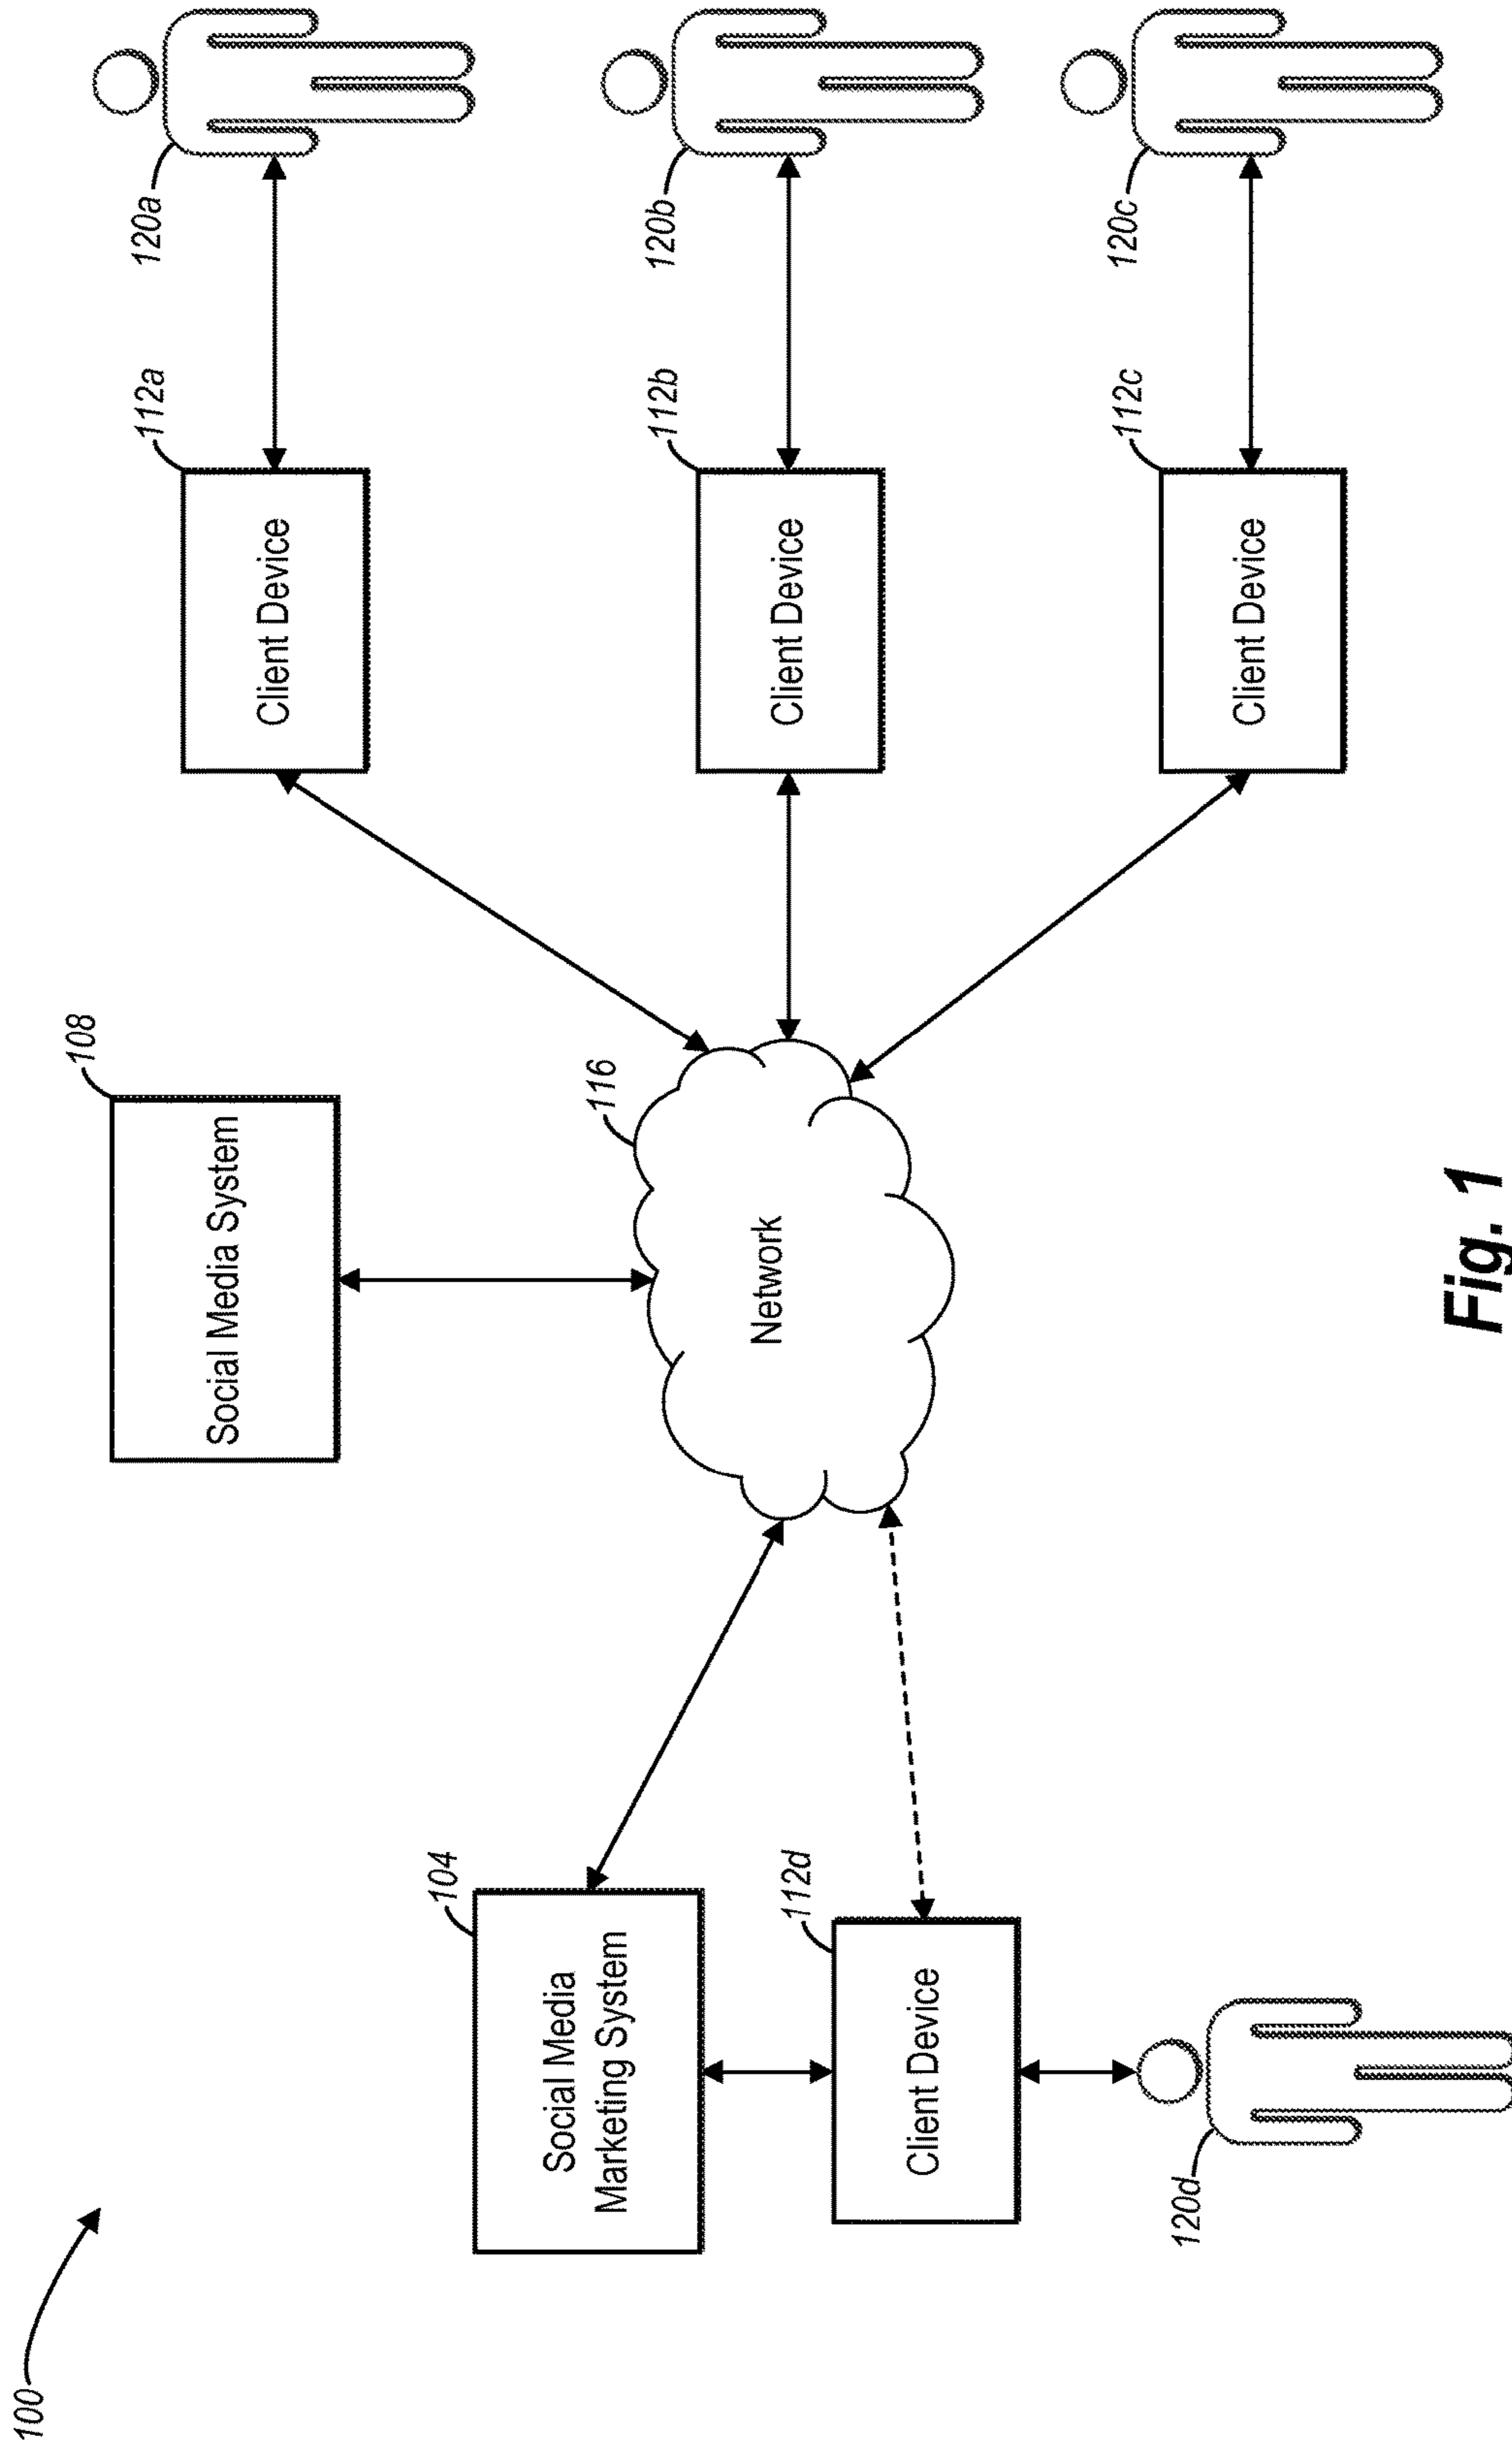 100
108
Social Media System
104
Social Media
Marketing System
116
Network
112a
Client Device
120a
112b
Client Device
120b
112c
Client Device
120c
112d
Client Device
120d
Fig. 1